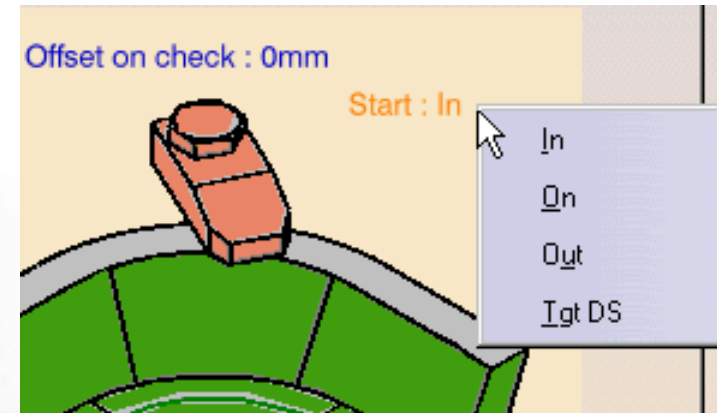 Offset on check : 0mm
Start : In
In
On
Out
Tgt DS